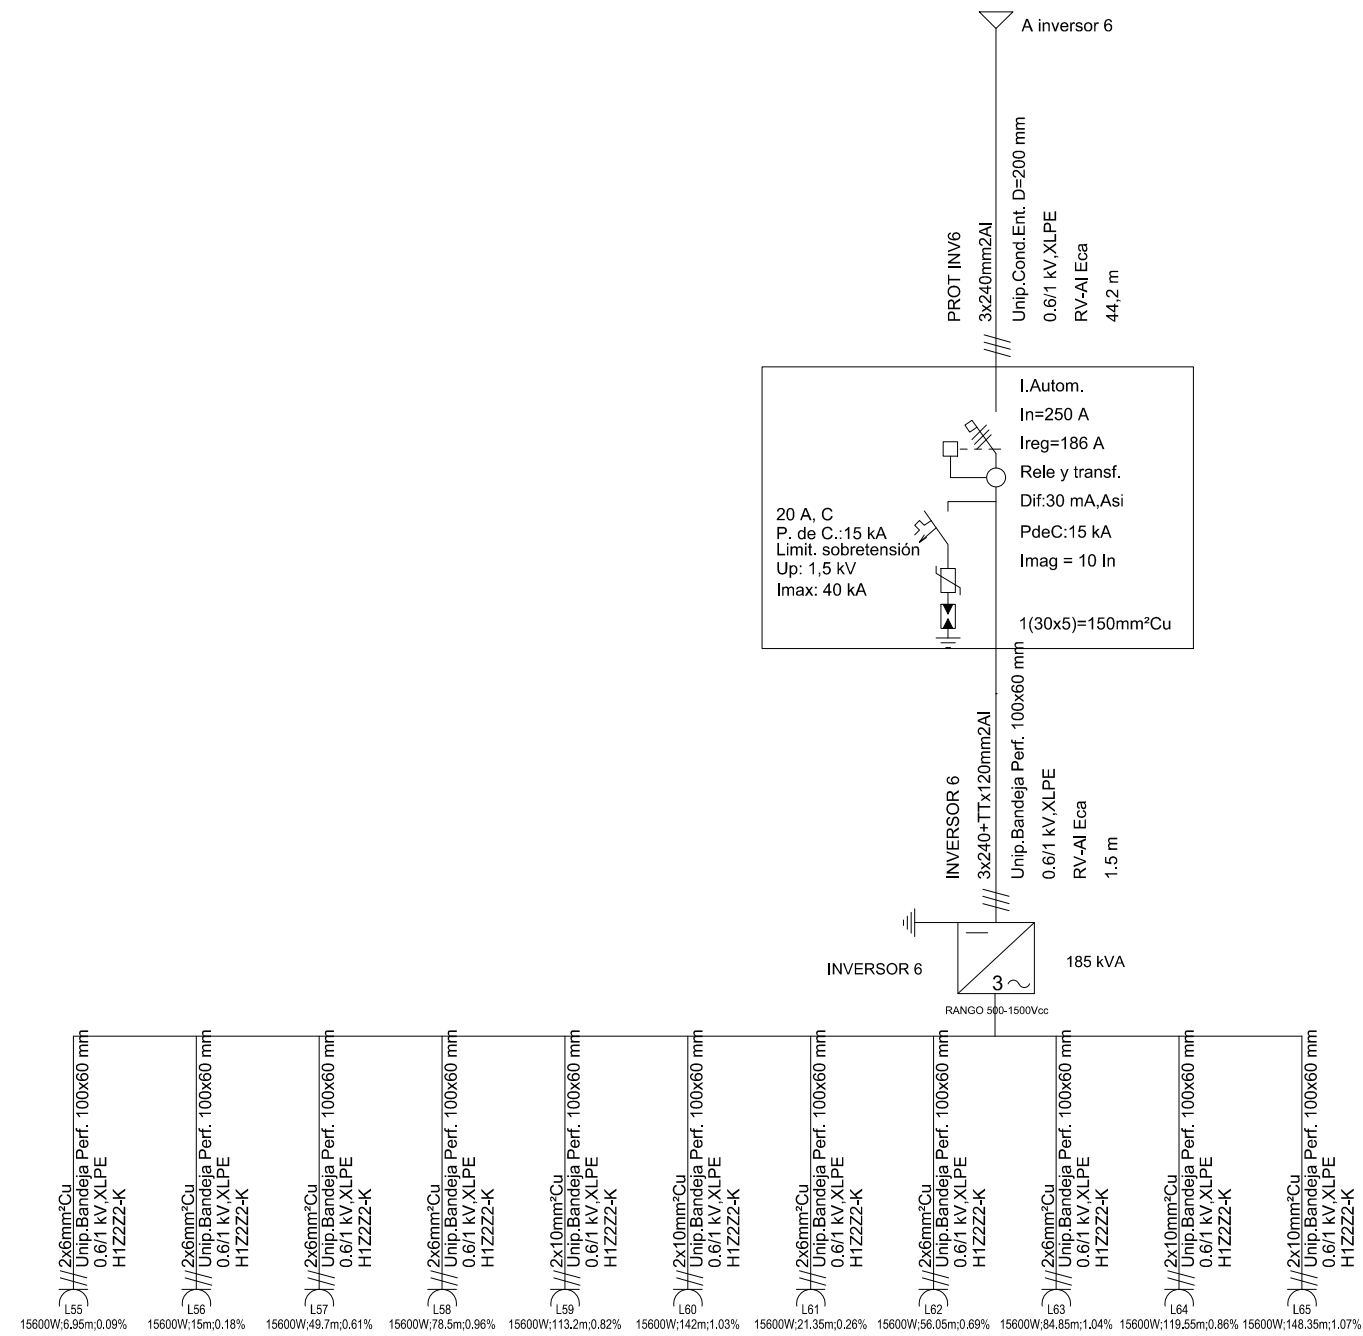 A inversor 6
PROT INV6
3x240mm2Al
Unip.Cond.Ent. D=200 mm
0.6/1 kV,XLPE
RV-Al Eca
44,2 m
I.Autom.
In=250 A
Ireg=186 A
Rele y transf.
Dif:30 mA,Asi
PdeC:15 kA
Imag = 10 In
20 A, C
P. de C.:15 kA
Limit. sobretensión
Up: 1,5 kV
Imax: 40 kA
1(30x5)=150mm²Cu
INVERSOR 6
3x240+TTx120mm2Al
Unip.Bandeja Perf. 100x60 mm
0.6/1 kV,XLPE
RV-Al Eca
1.5 m
INVERSOR 6
3
185 kVA
RANGO 500-1500Vcc
2x6mm²Cu
Unip.Bandeja Perf. 100x60 mm
0.6/1 kV,XLPE
H1Z2Z2-K
L55
15600W;6.95m;0.09%
2x6mm²Cu
Unip.Bandeja Perf. 100x60 mm
0.6/1 kV,XLPE
H1Z2Z2-K
L56
15600W;15m;0.18%
2x6mm²Cu
Unip.Bandeja Perf. 100x60 mm
0.6/1 kV,XLPE
H1Z2Z2-K
L57
15600W;49.7m;0.61%
2x6mm²Cu
Unip.Bandeja Perf. 100x60 mm
0.6/1 kV,XLPE
H1Z2Z2-K
L58
15600W;78.5m;0.96%
2x10mm²Cu
Unip.Bandeja Perf. 100x60 mm
0.6/1 kV,XLPE
H1Z2Z2-K
L59
15600W;113.2m;0.82%
2x10mm²Cu
Unip.Bandeja Perf. 100x60 mm
0.6/1 kV,XLPE
H1Z2Z2-K
L60
15600W;142m;1.03%
2x6mm²Cu
Unip.Bandeja Perf. 100x60 mm
0.6/1 kV,XLPE
H1Z2Z2-K
L61
15600W;21.35m;0.26%
2x6mm²Cu
Unip.Bandeja Perf. 100x60 mm
0.6/1 kV,XLPE
H1Z2Z2-K
L62
15600W;56.05m;0.69%
2x6mm²Cu
Unip.Bandeja Perf. 100x60 mm
0.6/1 kV,XLPE
H1Z2Z2-K
L63
15600W;84.85m;1.04%
2x10mm²Cu
Unip.Bandeja Perf. 100x60 mm
0.6/1 kV,XLPE
H1Z2Z2-K
L64
15600W;119.55m;0.86%
2x10mm²Cu
Unip.Bandeja Perf. 100x60 mm
0.6/1 kV,XLPE
H1Z2Z2-K
L65
15600W;148.35m;1.07%